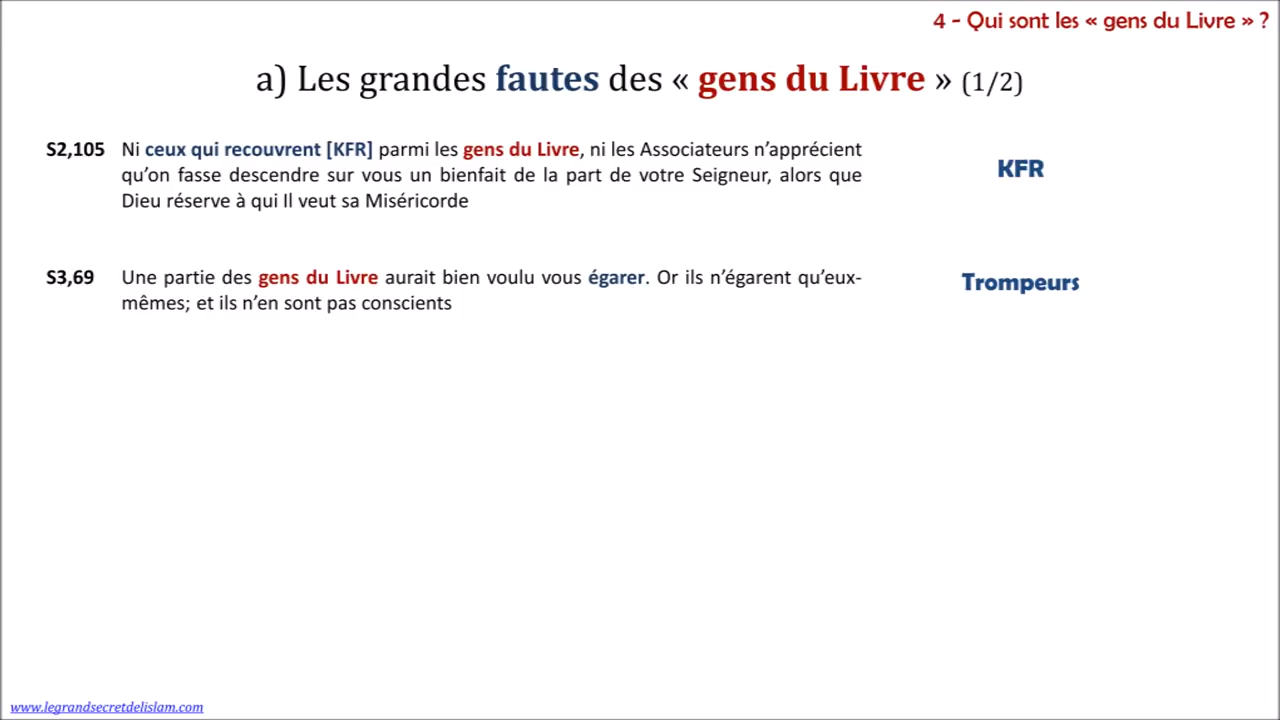 4 - Qui sont les « gens du Livre » ?
a) Les grandes fautes des « gens du Livre » (1/2)
S2,105 Ni ceux qui recouvrent [KFR] parmi les gens du Livre, ni les Associateurs n’apprécient
qu’on fasse descendre sur vous un bienfait de la part de votre Seigneur, alors que
Dieu réserve à qui Il veut sa Miséricorde
KFR
S3,69 Une partie des gens du Livre aurait bien voulu vous égarer. Or ils n’égarent qu’eux-
mêmes; et ils n’en sont pas conscients
Trompeurs
www.legrandsecretdelislam.com